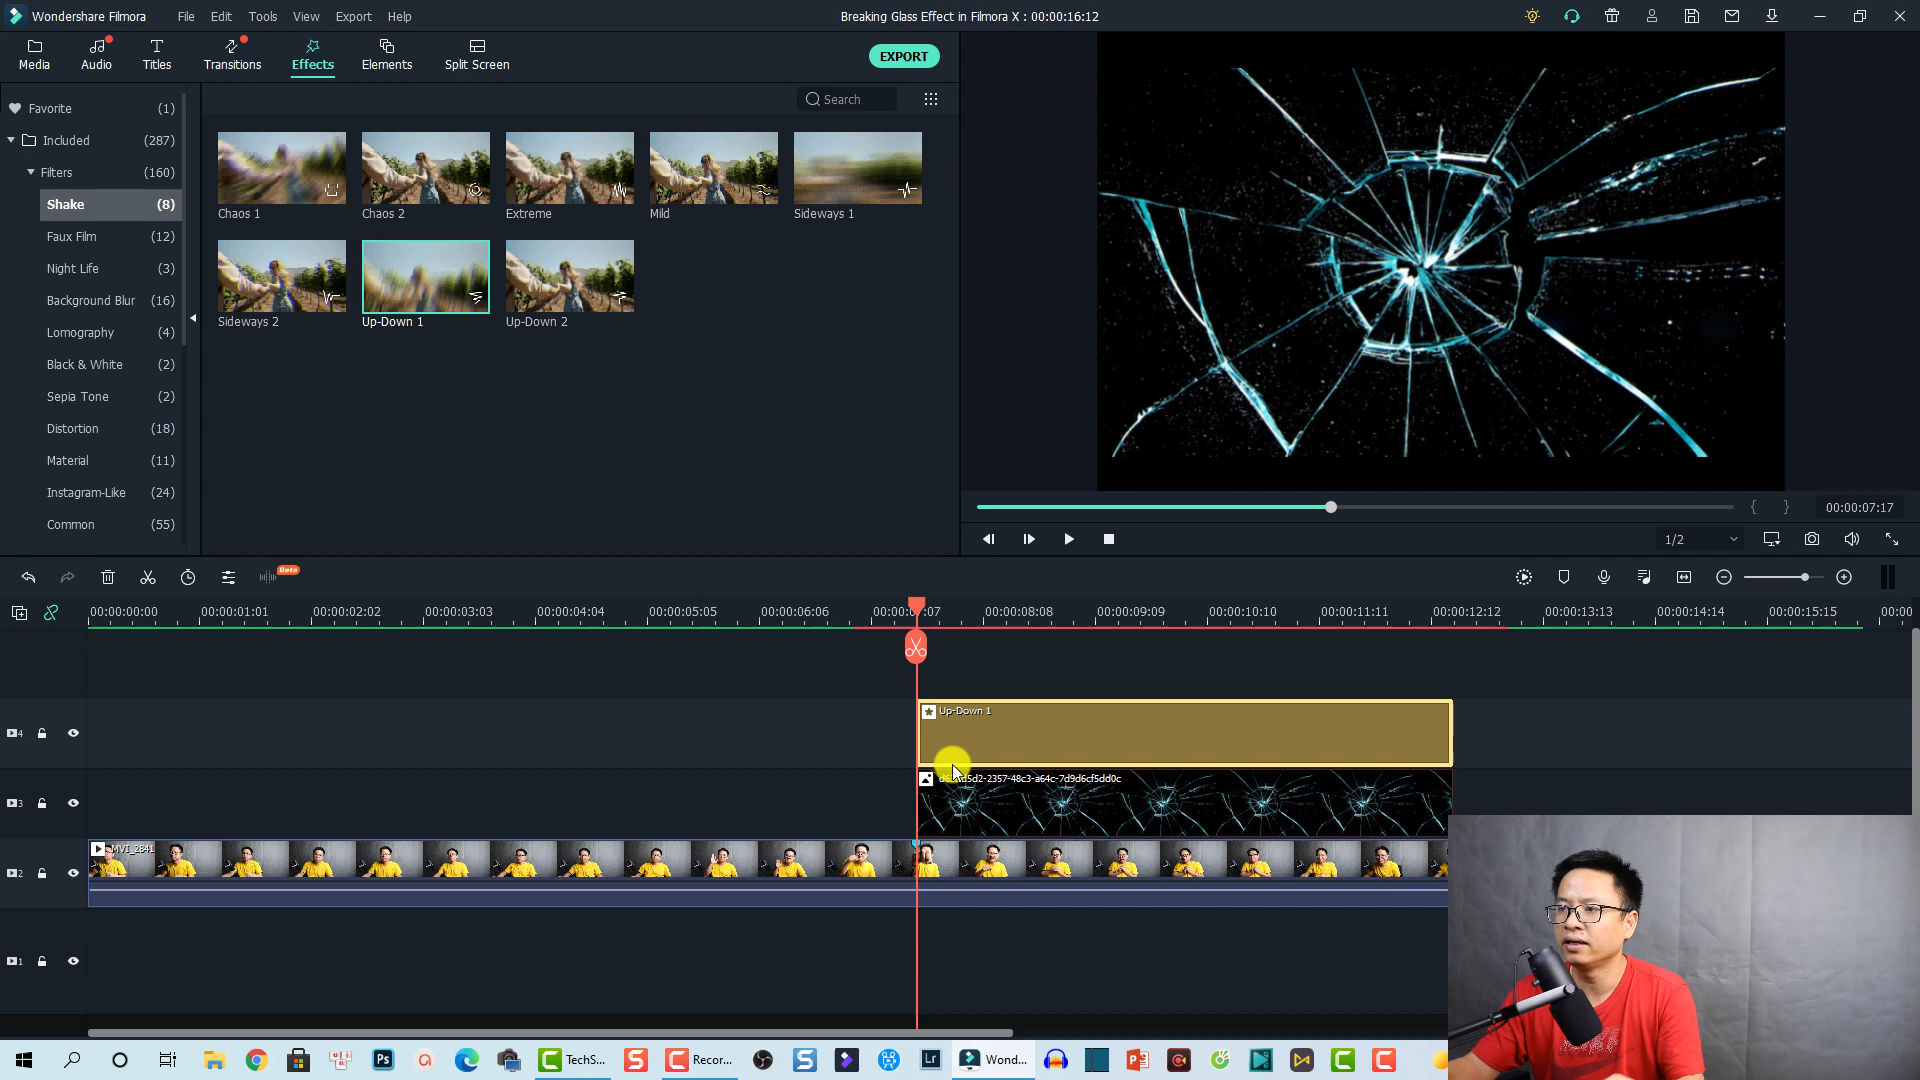 Wondershare Filmora File Edit Tools View Export Help
Breaking Glass Effect in Filmora X : 00:00:16:12
Media Audio Titles Transitions Effects Elements Split Screen
EXPORT
Search
Favorite (1)
Included (287)
Filters (160)
Shake (8)
Faux Film (12)
Night Life (3)
Background Blur (16)
Lomography (4)
Black & White (2)
Sepia Tone (2)
Distortion (18)
Material (11)
Instagram-Like (24)
Common (55)
Chaos 1 Chaos 2 Extreme Mild Sideways 1
Sideways 2 Up-Down 1 Up-Down 2
00:00:07:17
1/2
Beta
00:00:00:00 00:00:01:01 00:00:02:02 00:00:03:03 00:00:04:04 00:00:05:05 00:00:06:06 00:00:07:07 00:00:08:08 00:00:09:09 00:00:10:10 00:00:11:11 00:00:12:12 00:00:13:13 00:00:14:14 00:00:15:15 00:00
4
Up-Down 1
3
2
MVI_2841
1
Ps
TechS...
Recor...
Lr
Wond...